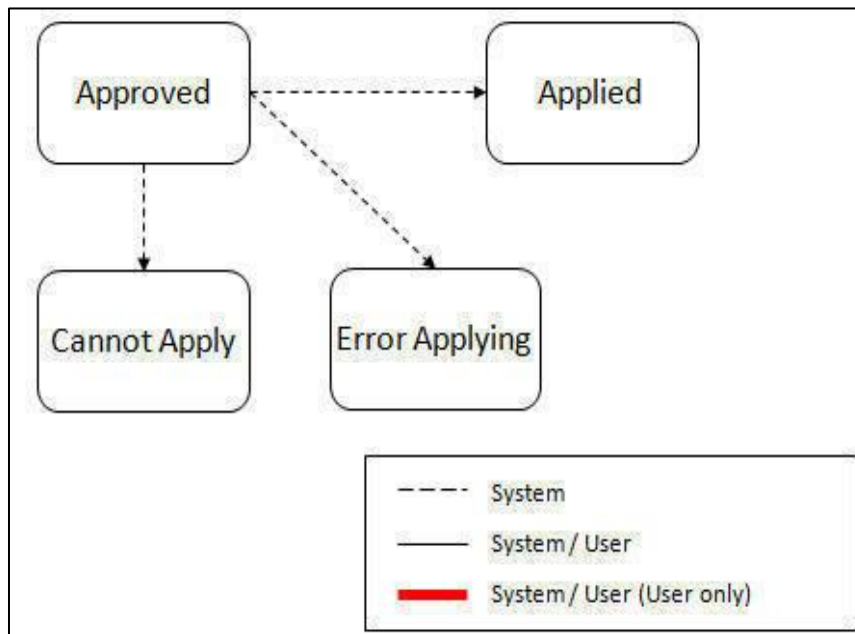 Approved
Applied
Cannot Apply
Error Applying
System
System / User
System / User (User only)